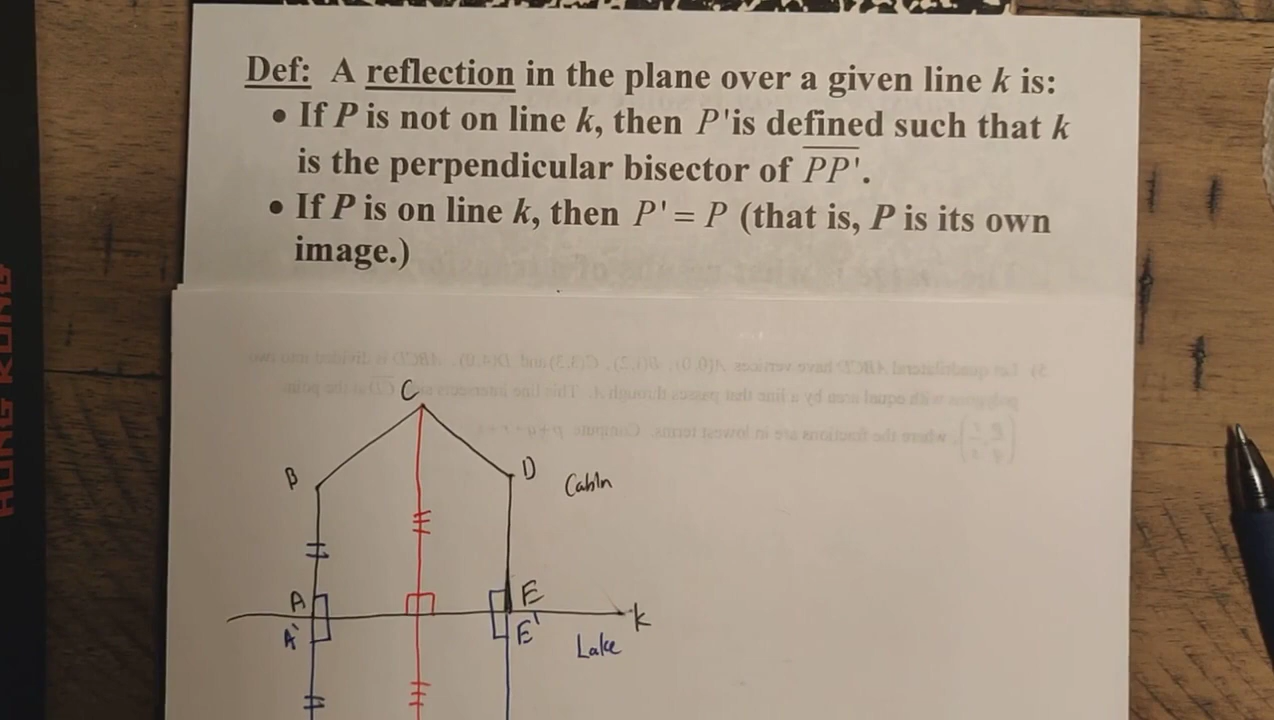 Def: A reflection in the plane over a given line k is:
• If P is not on line k, then P' is defined such that k
is the perpendicular bisector of PP'.
• If P is on line k, then P' = P (that is, P is its own
image.)
C
B
D
Cabin
A
E
k
A'
E'
Lake
HONG KONG